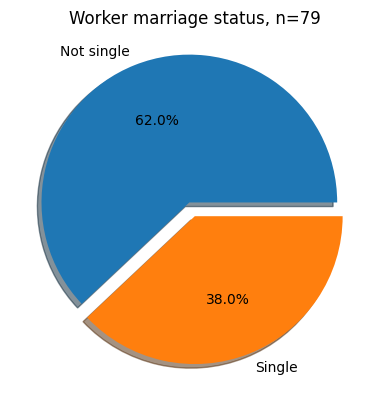 Worker marriage status, n=79
Not single
62.0%
38.0%
Single